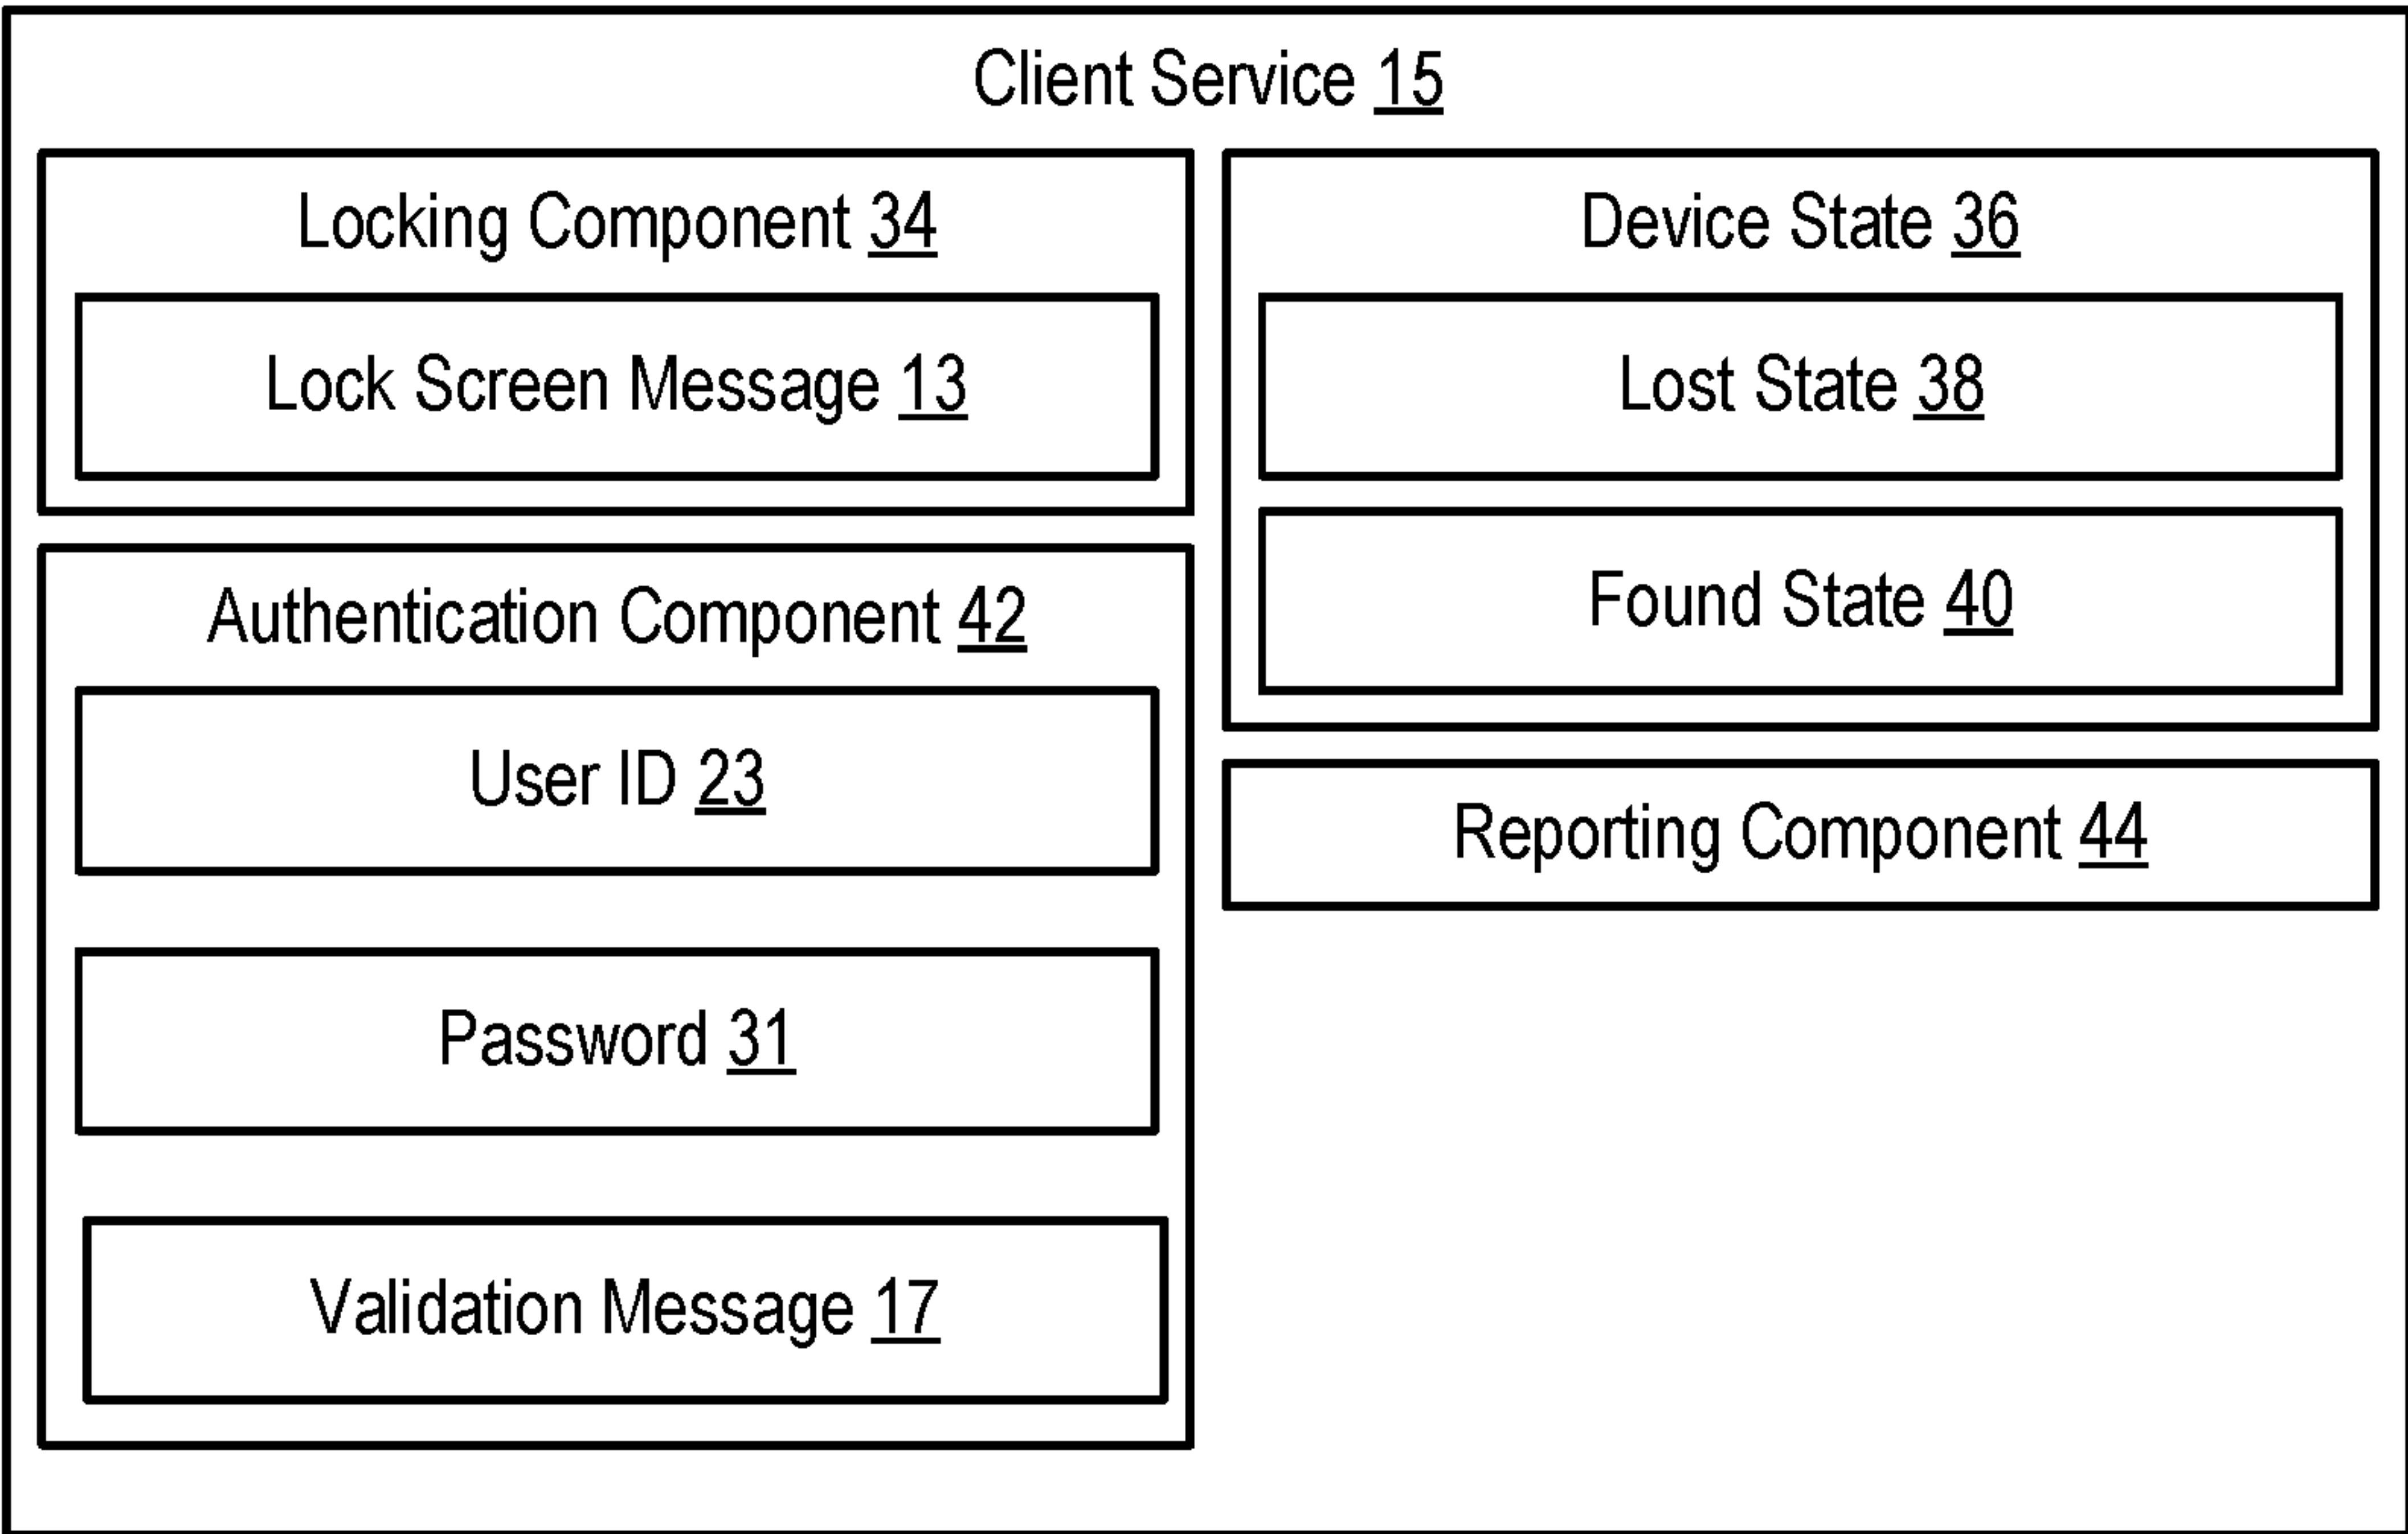 Client Service 15
Locking Component 34
Lock Screen Message 13
Authentication Component 42
User ID 23
Password 31
Validation Message 17
Device State 36
Lost State 38
Found State 40
Reporting Component 44